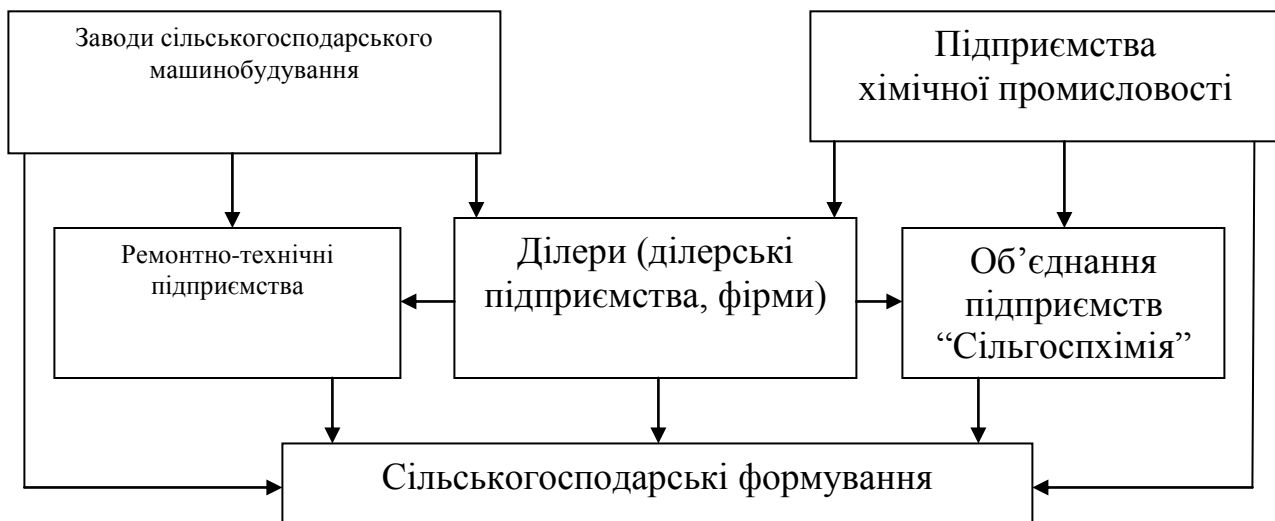 Заводи сільськогосподарського
машинобудування
Підприємства
хімічної промисловості
Ремонтно-технічні
підприємства
Ділери (ділерські
підприємства, фірми)
Об’єднання
підприємств
“Сільгоспхімія”
Сільськогосподарські формування